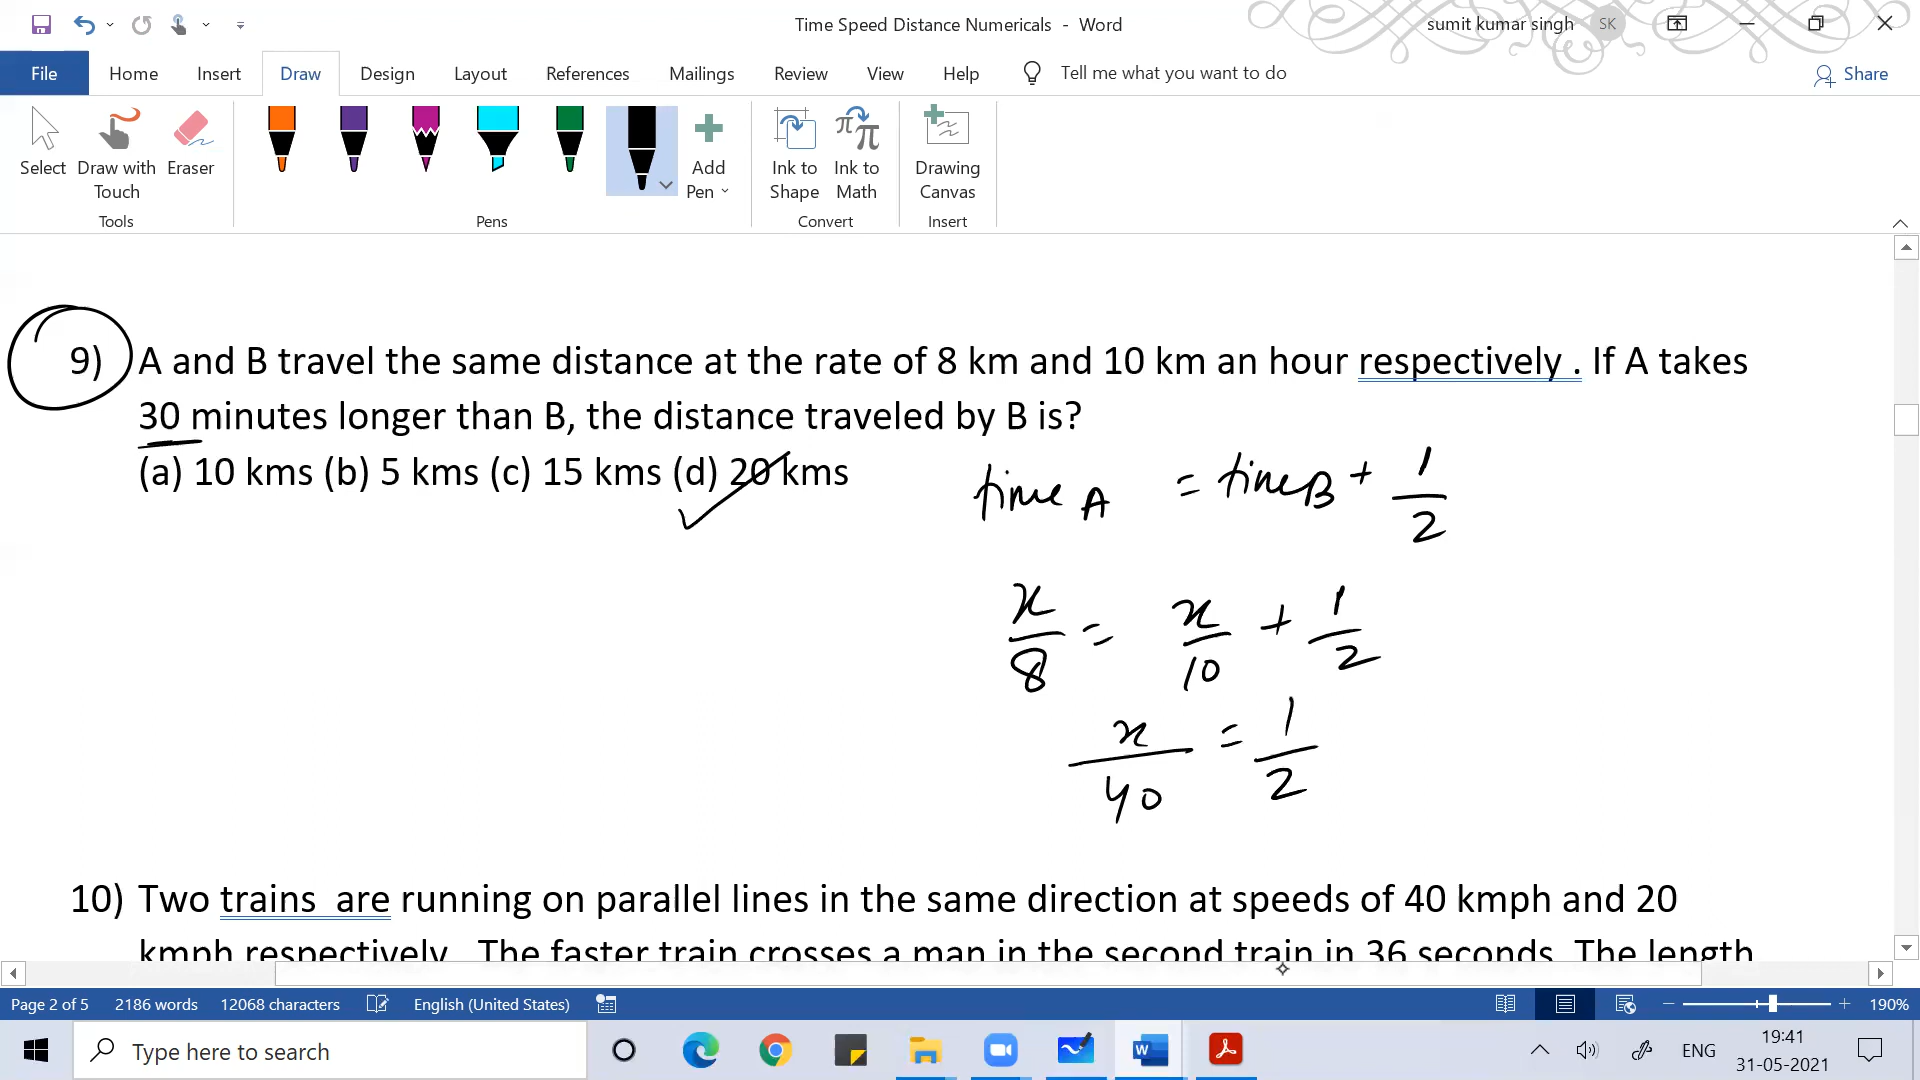 Time Speed Distance Numericals - Word
sumit kumar singh SK
File Home Insert Draw Design Layout References Mailings Review View Help Tell me what you want to do Share
Select Draw with Touch Eraser Add Pen Ink to Shape Ink to Math Drawing Canvas
Tools Pens Convert Insert
9) A and B travel the same distance at the rate of 8 km and 10 km an hour respectively . If A takes
30 minutes longer than B, the distance traveled by B is?
(a) 10 kms (b) 5 kms (c) 15 kms (d) 20 kms
time A = time B + 1/2
x/8 = x/10 + 1/2
x/40 = 1/2
10) Two trains are running on parallel lines in the same direction at speeds of 40 kmph and 20
kmph respectively. The faster train crosses a man in the second train in 36 seconds. The length
Page 2 of 5 2186 words 12068 characters English (United States) 190%
Type here to search
ENG 19:41
31-05-2021